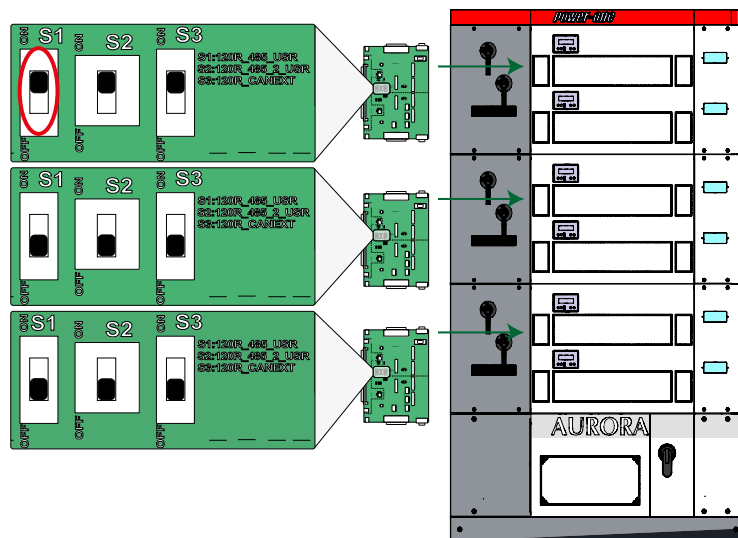 power-one
ON S1 ON S2 ON S3
S1:120R_485_USR
S2:120R_485_2_USR
S3:120R_CANEXT
OFF OFF OFF
ON S1 ON S2 ON S3
S1:120R_485_USR
S2:120R_485_2_USR
S3:120R_CANEXT
OFF OFF OFF
ON S1 ON S2 ON S3
S1:120R_485_USR
S2:120R_485_2_USR
S3:120R_CANEXT
OFF OFF OFF
AURORA